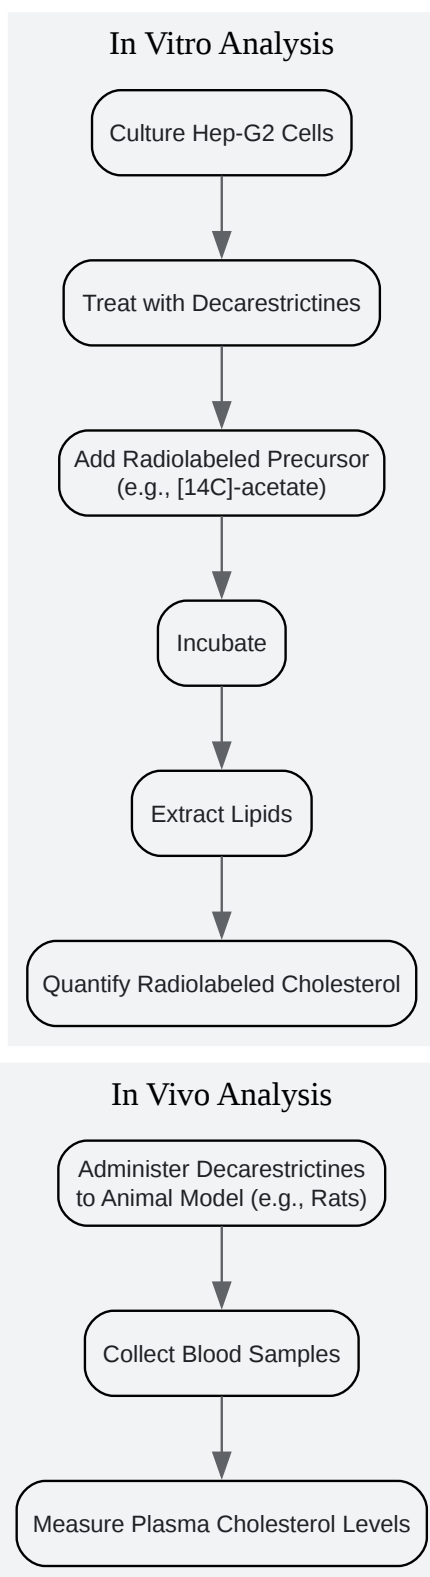 In Vitro Analysis
Culture Hep-G2 Cells
Treat with Decarestrictines
Add Radiolabeled Precursor
(e.g., [14C]-acetate)
Incubate
Extract Lipids
Quantify Radiolabeled Cholesterol
In Vivo Analysis
Administer Decarestrictines
to Animal Model (e.g., Rats)
Collect Blood Samples
Measure Plasma Cholesterol Levels